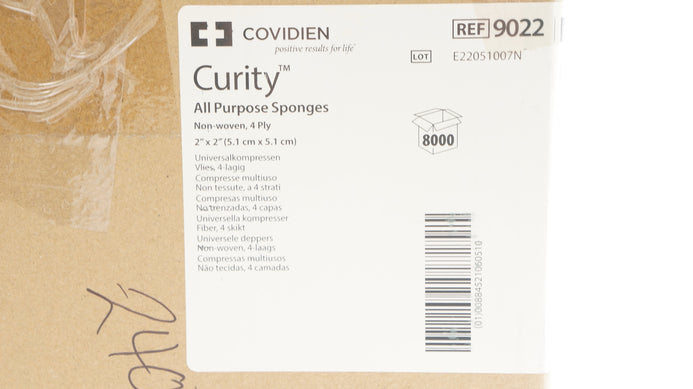 COVIDIEN
positive results for life™
REF 9022
LOT E22051007N
Curity™
All Purpose Sponges
Non-woven, 4 Ply
2" x 2" (5.1 cm x 5.1 cm)
8000
Universalkompressen
Vlies, 4-lagig
Compresse multiuso
Non tessute, a 4 strati
Compresas multiuso
No trenzadas, 4 capas
Universella kompresser
Fiber, 4 skikt
Universele deppers
Non-woven, 4-laags
Compressas multiusos
Não tecidas, 4 camadas
(01)00884521060510